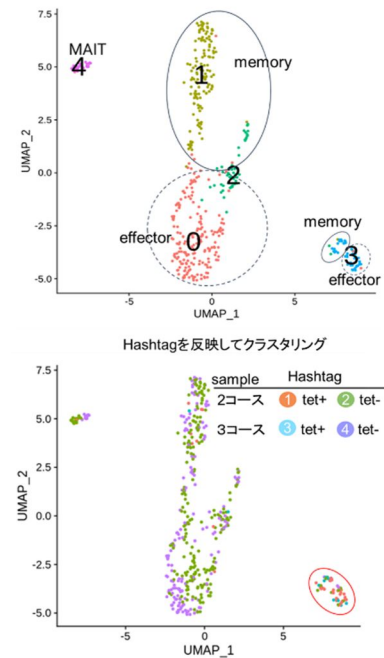 7.5
5.0
2.5
0.0
-2.5
-5.0
UMAP_2
MAIT
4
1
memory
2
effector
0
memory
3
effector
-5
0
5
UMAP_1
Hashtagを反映してクラスタリング
sample Hashtag
2コース 1 tet+ 2 tet-
3コース 3 tet+ 4 tet-
7.5
5.0
2.5
0.0
-2.5
-5.0
UMAP_2
-5
0
5
UMAP_1